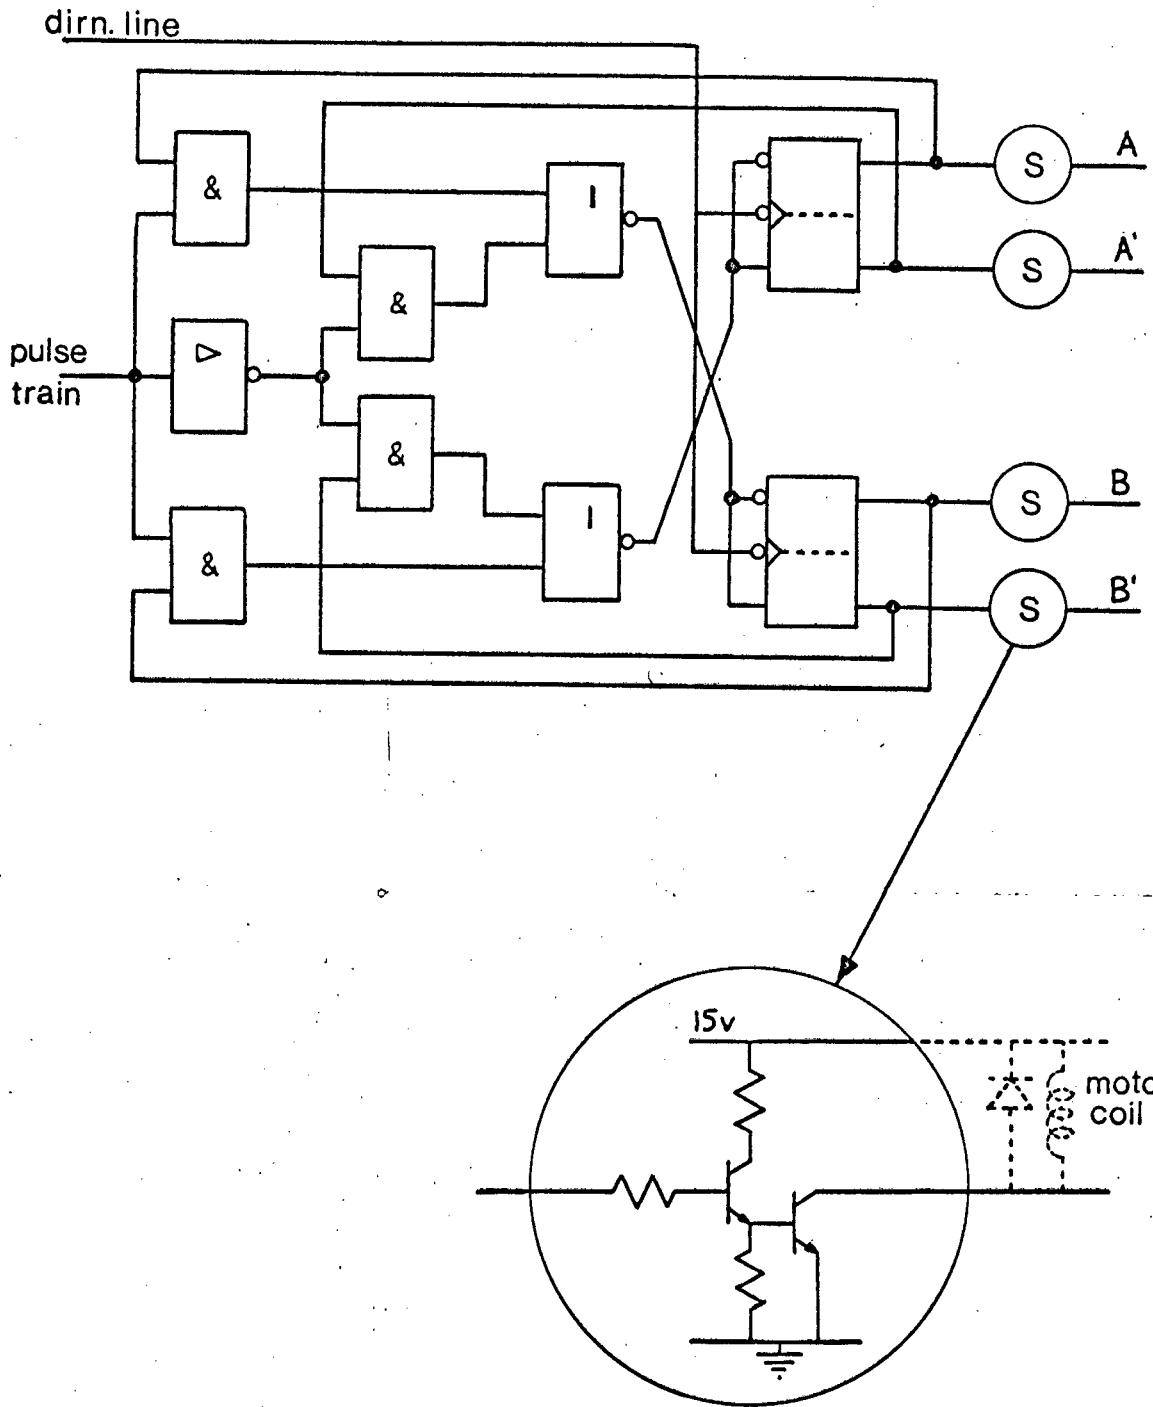 dirn. line
&
1
S
A
S
A'
&
▷
pulse
train
&
&
1
S
B
S
B'
15v
moto
coil